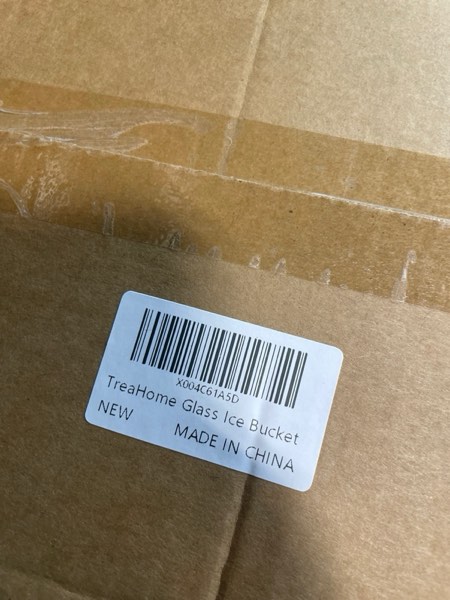 X004C61A5D
TreaHome Glass Ice Bucket
NEW
MADE IN CHINA